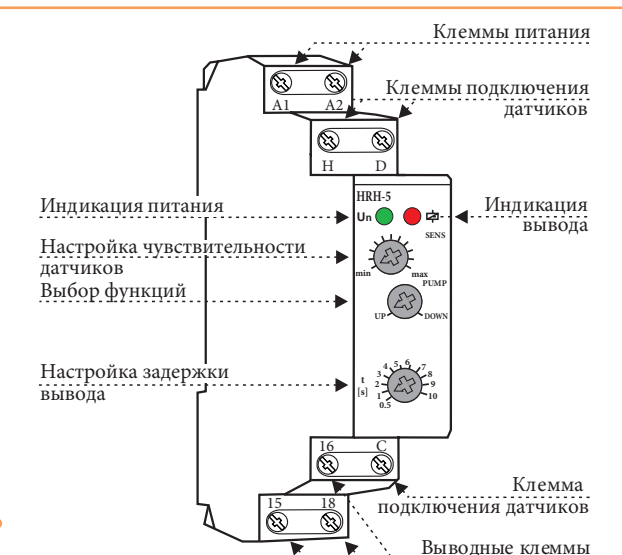 Клеммы питания
A1 A2
Клеммы подключения
датчиков
H D
HRH-5
Индикация питания
Un
Индикация
вывода
SENS
Настройка чувствительности
датчиков
min max
PUMP
Выбор функций
UP DOWN
Настройка задержки
вывода
t
[s]
0.5 1 2 3 4 5 6 7 8 9 10
16 C
Клемма
подключения датчиков
15 18
Выводные клеммы